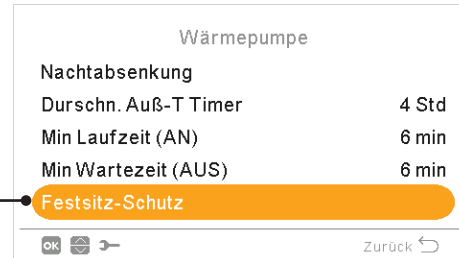 Wärmepumpe
Nachtabsenkung
Durschn. Auß-T Timer 4 Std
Min Laufzeit (AN) 6 min
Min Wartezeit (AUS) 6 min
Festsitz-Schutz
OK Zurück